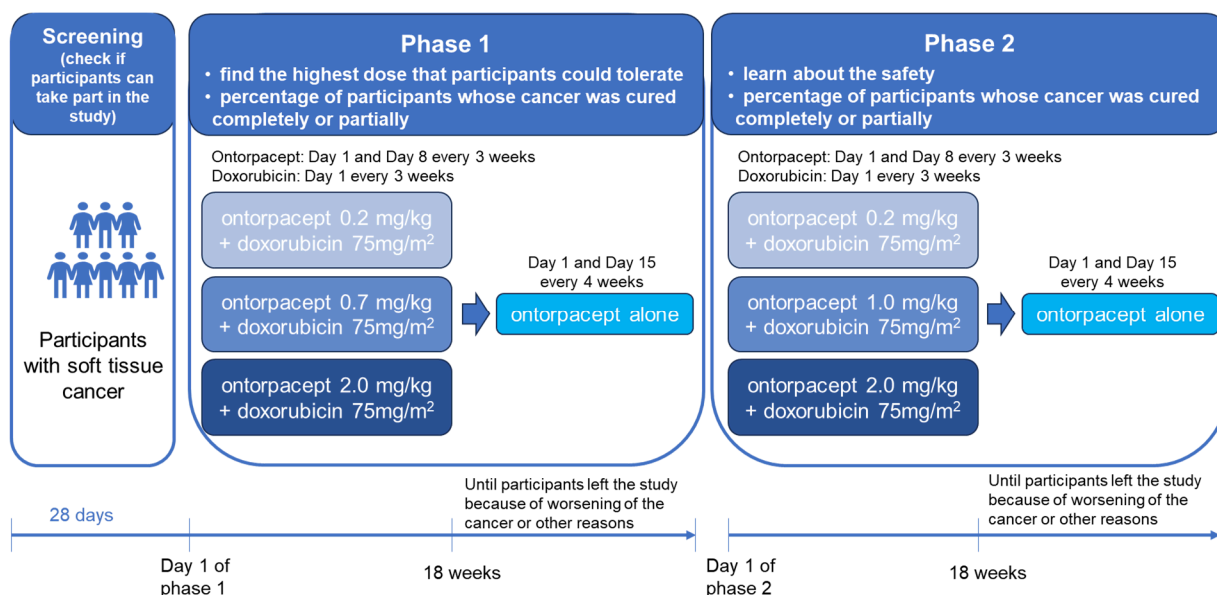 Screening
(check if
participants can
take part in the
study)
Participants
with soft tissue
cancer
Phase 1
• find the highest dose that participants could tolerate
• percentage of participants whose cancer was cured
completely or partially
Ontorpacept: Day 1 and Day 8 every 3 weeks
Doxorubicin: Day 1 every 3 weeks
ontorpacept 0.2 mg/kg
+ doxorubicin 75mg/m²
ontorpacept 0.7 mg/kg
+ doxorubicin 75mg/m²
ontorpacept 2.0 mg/kg
+ doxorubicin 75mg/m²
Day 1 and Day 15
every 4 weeks
ontorpacept alone
Phase 2
• learn about the safety
• percentage of participants whose cancer was cured
completely or partially
Ontorpacept: Day 1 and Day 8 every 3 weeks
Doxorubicin: Day 1 every 3 weeks
ontorpacept 0.2 mg/kg
+ doxorubicin 75mg/m²
ontorpacept 1.0 mg/kg
+ doxorubicin 75mg/m²
ontorpacept 2.0 mg/kg
+ doxorubicin 75mg/m²
Day 1 and Day 15
every 4 weeks
ontorpacept alone
28 days
Day 1 of
phase 1
18 weeks
Until participants left the study
because of worsening of the
cancer or other reasons
Day 1 of
phase 2
18 weeks
Until participants left the study
because of worsening of the
cancer or other reasons